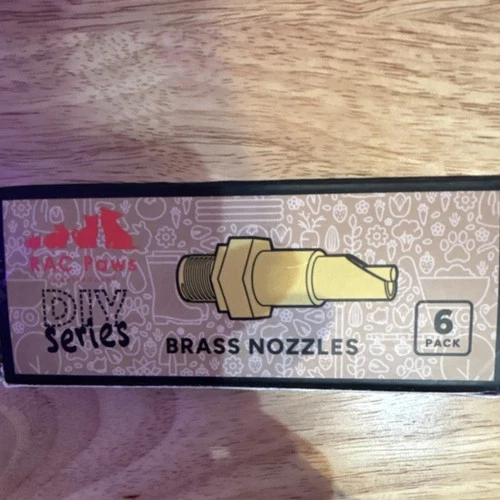 RAC Paws
DIY
series
BRASS NOZZLES
6
PACK